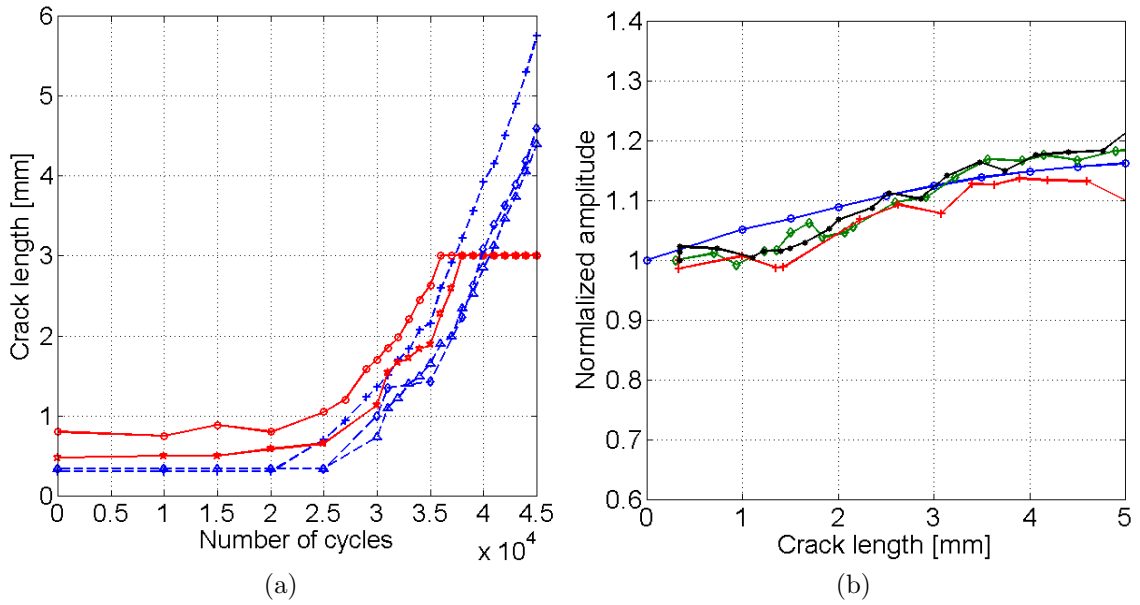 6
5
4
3
2
1
0
Crack length [mm]
0 0.5 1 1.5 2 2.5 3 3.5 4 4.5
Number of cycles
x 10^4
(a)
1.4
1.3
1.2
1.1
1
0.9
0.8
0.7
0.6
Normlalized amplitude
0 1 2 3 4 5
Crack length [mm]
(b)